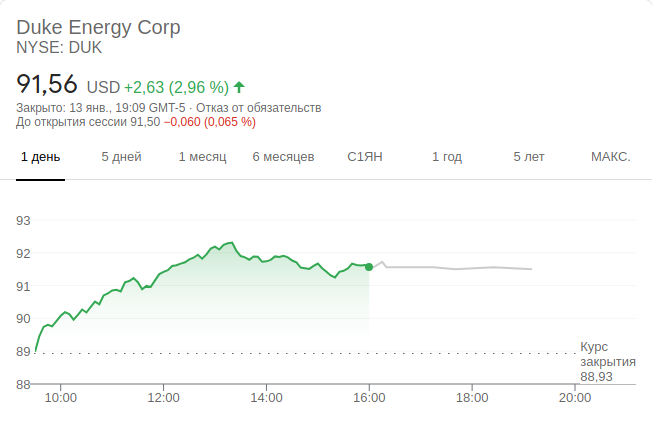 Duke Energy Corp
NYSE: DUK
91,56 USD +2,63 (2,96 %)
Закрыто: 13 янв., 19:09 GMT-5 · Отказ от обязательств
До открытия сессии 91,50 −0,060 (0,065 %)
1 день 5 дней 1 месяц 6 месяцев С1ЯН 1 год 5 лет МАКС.
93
92
91
90
89
Курс
закрытия
88,93
88
10:00 12:00 14:00 16:00 18:00 20:00